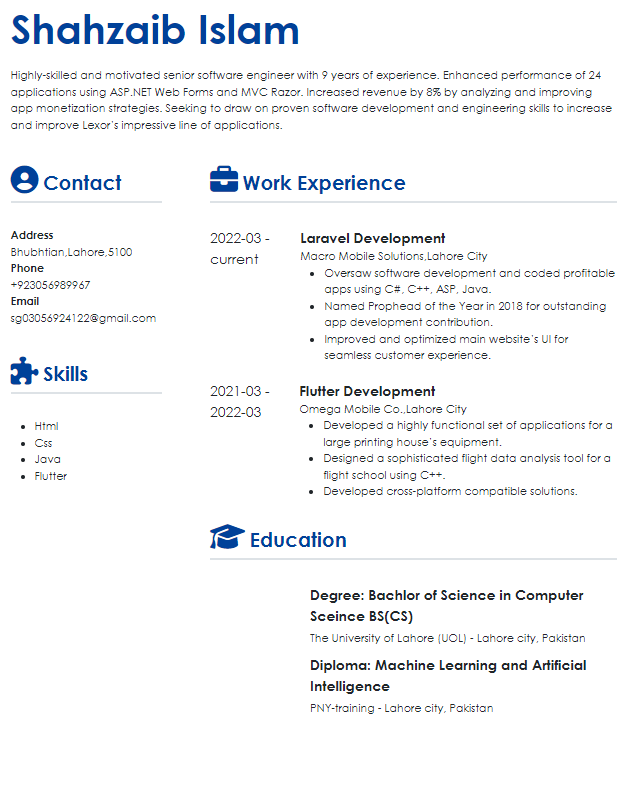 Shahzaib Islam
Highly-skilled and motivated senior software engineer with 9 years of experience. Enhanced performance of 24
applications using ASP.NET Web Forms and MVC Razor. Increased revenue by 8% by analyzing and improving
app monetization strategies. Seeking to draw on proven software development and engineering skills to increase
and improve Lexor's impressive line of applications.
Contact
Address
Bhubhtian,Lahore,5100
Phone
+923056989967
Email
sg03056924122@gmail.com
Skills
Html
Css
Java
Flutter
Work Experience
2022-03 -
current
Laravel Development
Macro Mobile Solutions,Lahore City
Oversaw software development and coded profitable
apps using C#, C++, ASP, Java.
Named Prophead of the Year in 2018 for outstanding
app development contribution.
Improved and optimized main website's UI for
seamless customer experience.
2021-03 -
2022-03
Flutter Development
Omega Mobile Co.,Lahore City
Developed a highly functional set of applications for a
large printing house's equipment.
Designed a sophisticated flight data analysis tool for a
flight school using C++.
Developed cross-platform compatible solutions.
Education
Degree: Bachlor of Science in Computer
Sceince BS(CS)
The University of Lahore (UOL) - Lahore city, Pakistan
Diploma: Machine Learning and Artificial
Intelligence
PNY-training - Lahore city, Pakistan